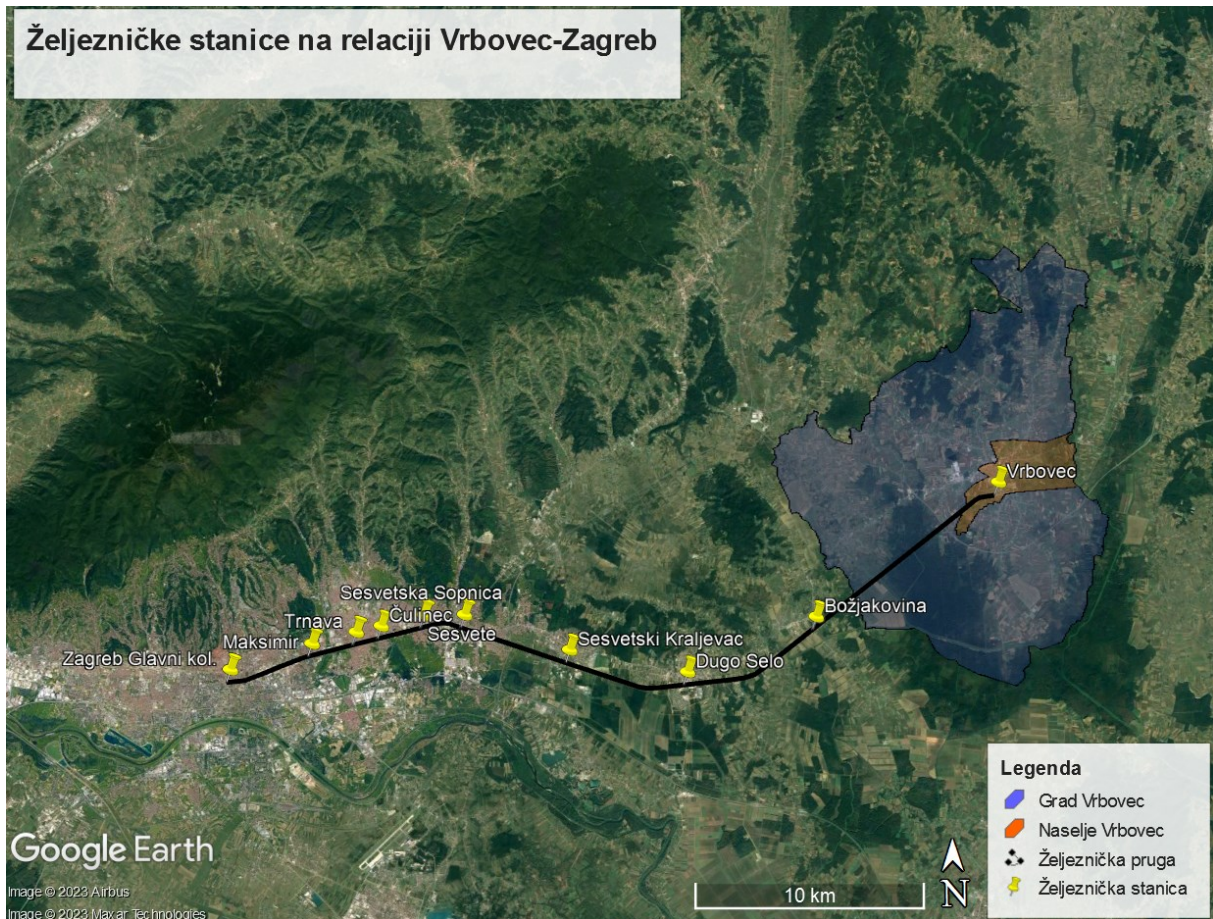 Željezničke stanice na relaciji Vrbovec-Zagreb
Vrbovec
Sesvetska Sopnica
Božjakovina
Čulinec
Trnava
Sesvete
Maksimir
Sesvetski Kraljevac
Zagreb Glavni kol.
Dugo Selo
Legenda
Grad Vrbovec
Naselje Vrbovec
Željeznička pruga
Željeznička stanica
Google Earth
Image © 2023 Airbus
Image © 2023 Maxar Technologies
10 km
N